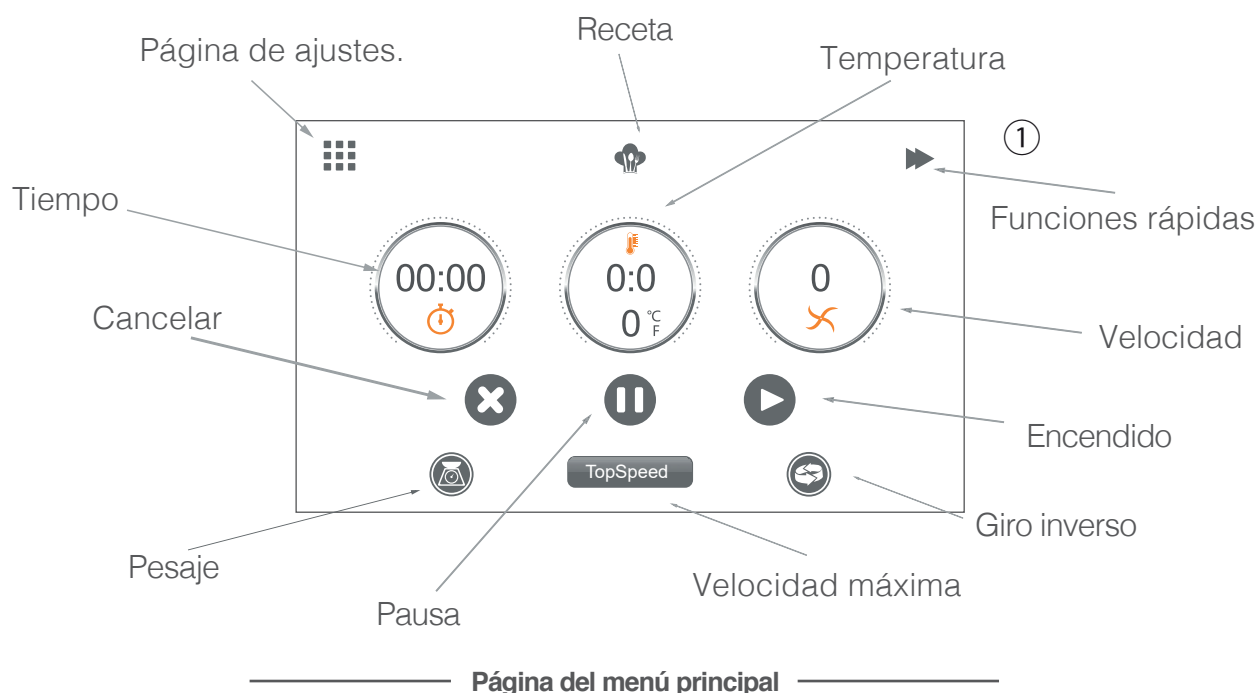 Receta
Página de ajustes.
Temperatura
①
Tiempo
Funciones rápidas
00:00
0:0
0 °C F
0
Cancelar
Velocidad
Encendido
TopSpeed
Giro inverso
Pesaje
Velocidad máxima
Pausa
Página del menú principal